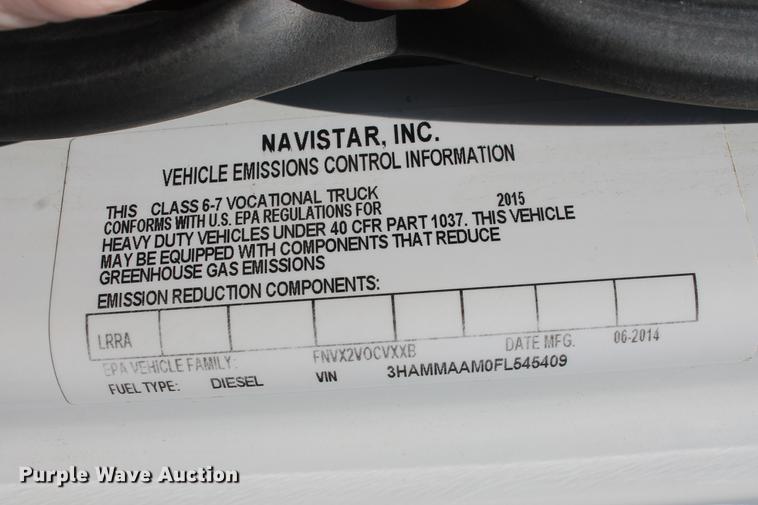 NAVISTAR, INC.
VEHICLE EMISSIONS CONTROL INFORMATION
THIS CLASS 6-7 VOCATIONAL TRUCK
CONFORMS WITH U.S. EPA REGULATIONS FOR 2015
HEAVY DUTY VEHICLES UNDER 40 CFR PART 1037. THIS VEHICLE
MAY BE EQUIPPED WITH COMPONENTS THAT REDUCE
GREENHOUSE GAS EMISSIONS
EMISSION REDUCTION COMPONENTS:
LRRA
EPA VEHICLE FAMILY: FNVX2VOCVXXB DATE MFG. 06-2014
FUEL TYPE: DIESEL VIN 3HAMMAAM0FL545409
Purple Wave Auction